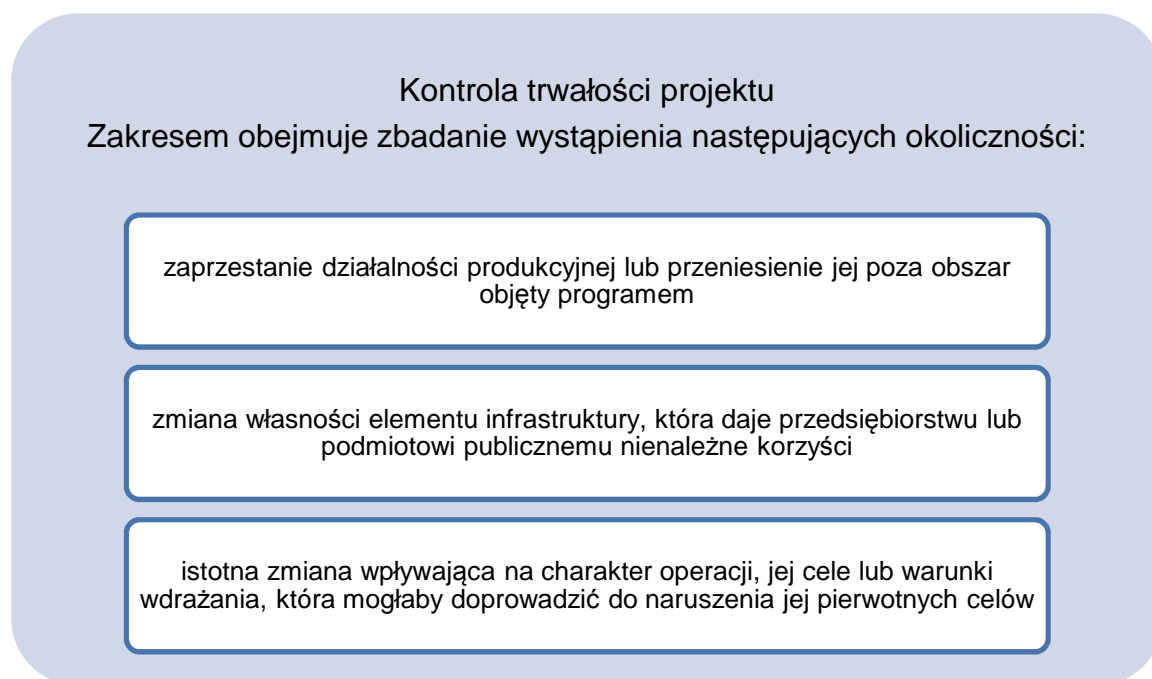 Kontrola trwałości projektu
Zakresem obejmuje zbadanie wystąpienia następujących okoliczności:
zaprzestanie działalności produkcyjnej lub przeniesienie jej poza obszar
objęty programem
zmiana własności elementu infrastruktury, która daje przedsiębiorstwu lub
podmiotowi publicznemu nienależne korzyści
istotna zmiana wpływająca na charakter operacji, jej cele lub warunki
wdrażania, która mogłaby doprowadzić do naruszenia jej pierwotnych celów